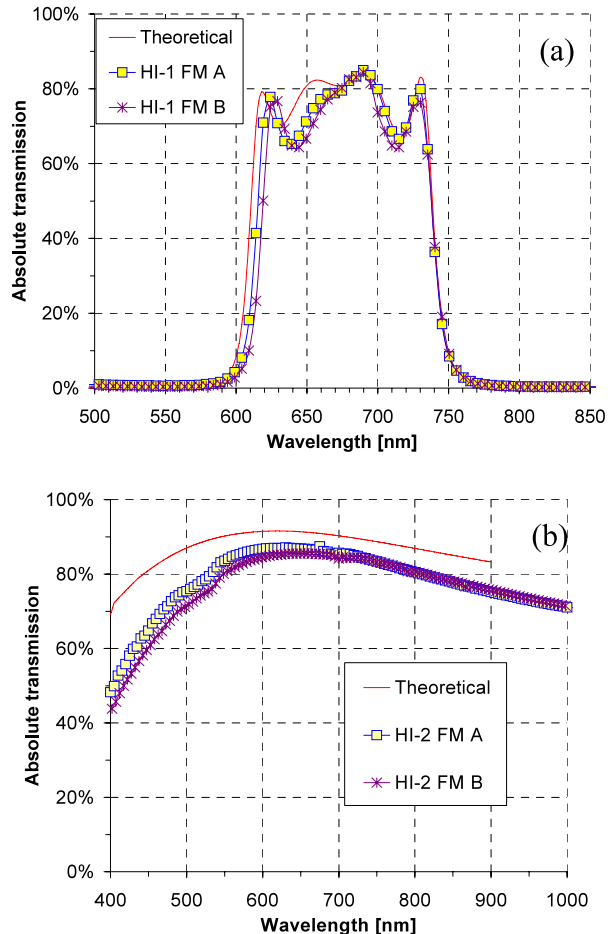 100%
80%
60%
40%
20%
0%
Absolute transmission
Theoretical
HI-1 FM A
HI-1 FM B
(a)
500 550 600 650 700 750 800 850
Wavelength [nm]
100%
80%
60%
40%
20%
0%
Absolute transmission
(b)
Theoretical
HI-2 FM A
HI-2 FM B
400 500 600 700 800 900 1000
Wavelength [nm]